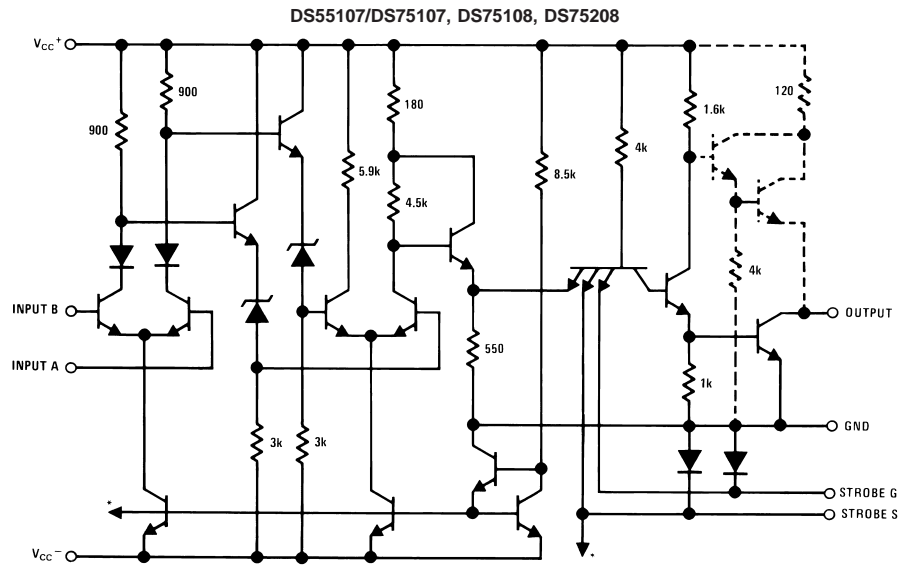 DS55107/DS75107, DS75108, DS75208
VCC+
900
900
180
120
1.6k
4k
5.9k
8.5k
4.5k
4k
INPUT B
OUTPUT
550
INPUT A
1k
GND
3k
3k
STROBE G
*
STROBE S
VCC−
*